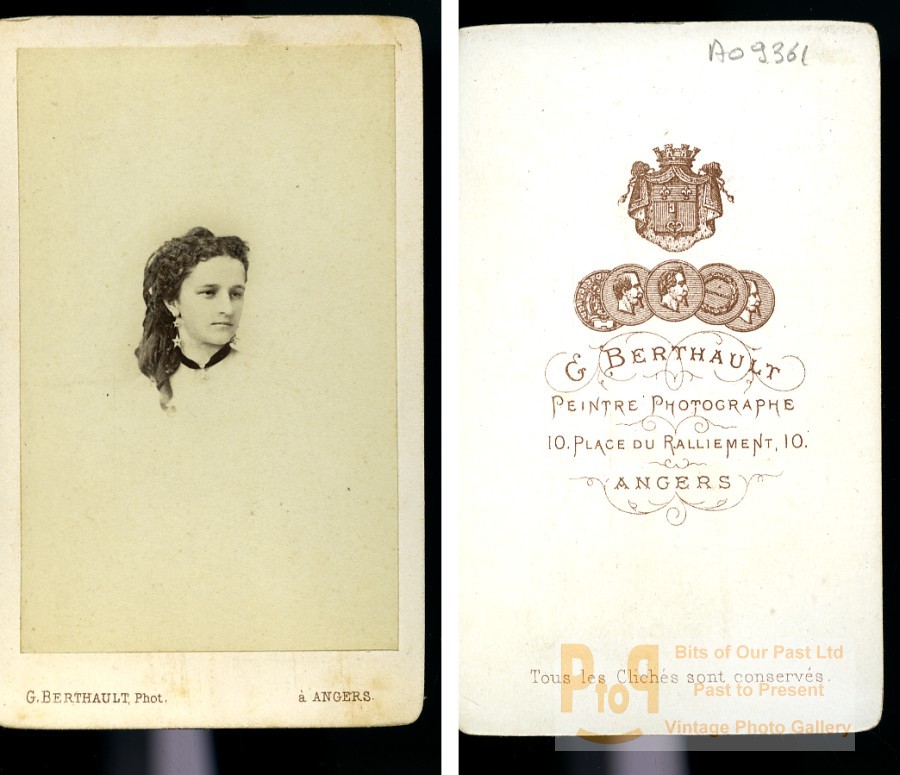 G. BERTHAULT, Phot. à ANGERS.
A09361
G BERTHAULT
PEINTRE PHOTOGRAPHE
10. PLACE DU RALLIEMENT, 10.
ANGERS
Tous les Clichés sont conservés.
PtoP
Bits of Our Past Ltd
Past to Present
Vintage Photo Gallery